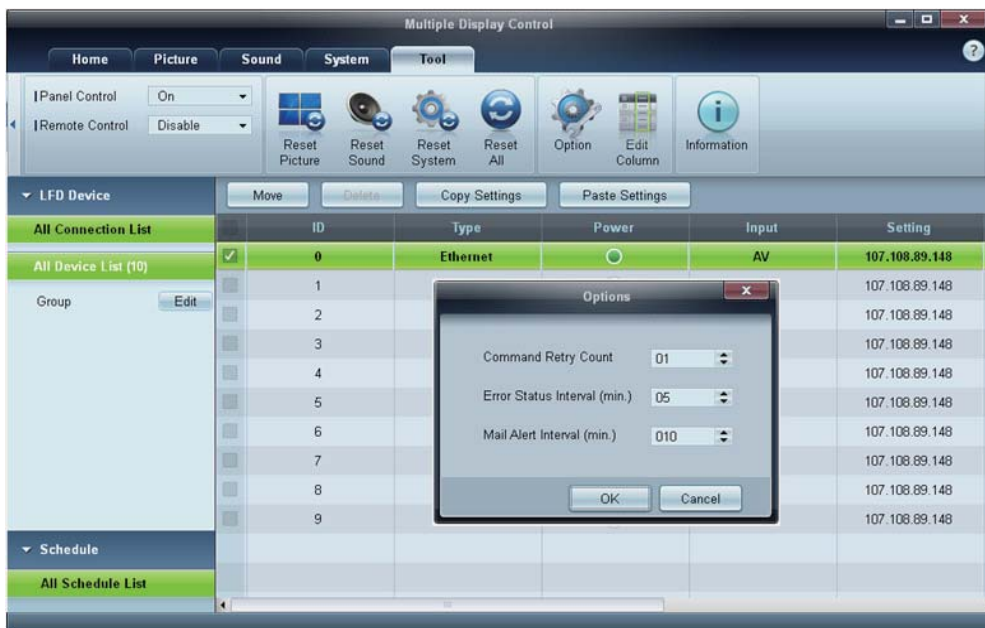 Multiple Display Control
Home Picture Sound System Tool
?
Panel Control On
Remote Control Disable
Reset Picture
Reset Sound
Reset System
Reset All
Option
Edit Column
Information
LFD Device
Move Delete Copy Settings Paste Settings
All Connection List
ID Type Power Input Setting
All Device List (10)
0 Ethernet AV 107.108.89.148
Group Edit
1 107.108.89.148
2 107.108.89.148
3 107.108.89.148
4 107.108.89.148
5 107.108.89.148
6 107.108.89.148
7 107.108.89.148
8 107.108.89.148
9 107.108.89.148
Options
Command Retry Count 01
Error Status Interval (min.) 05
Mail Alert Interval (min.) 010
OK Cancel
Schedule
All Schedule List